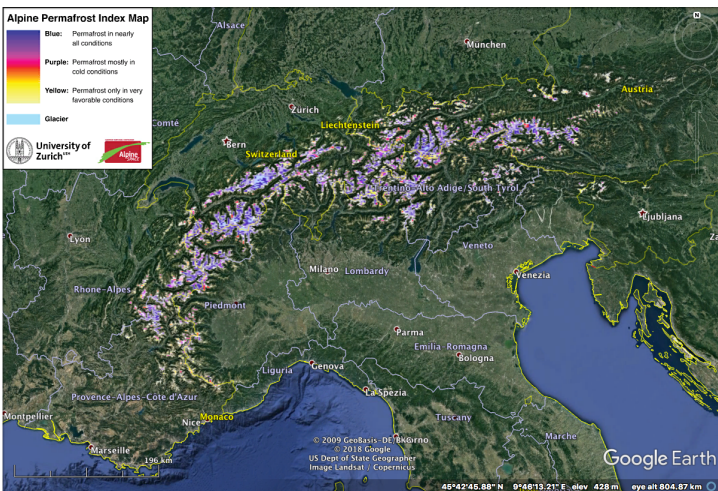 Alpine Permafrost Index Map
Blue: Permafrost in nearly
all conditions
Purple: Permafrost mostly in
cold conditions
Yellow: Permafrost only in very
favorable conditions
Glacier
University of
Zurich
Alpine
Space
Alsace
Munchen
N
Austria
Zurich
Comté
Liechtenstein
Bern
Switzerland
Trentino-Alto Adige/South Tyrol
Ljubljana
Lyon
Veneto
Za
Milano
Lombardy
Venezia
Rhone-Alpes
Piedmont
Parma
Emilia-Romagna
Bologna
Liguria
Genova
Provence-Alpes-Côte d'Azur
La Spezia
Montpellier
Monaco
Nice
Tuscany
Marche
Marseille
196 km
© 2009 GeoBasis-DE/BKG
© 2018 Google
US Dept of State Geographer
Image Landsat / Copernicus
Google Earth
45°42'45.88" N 9°46'13.21" E elev 428 m eye alt 804.87 km